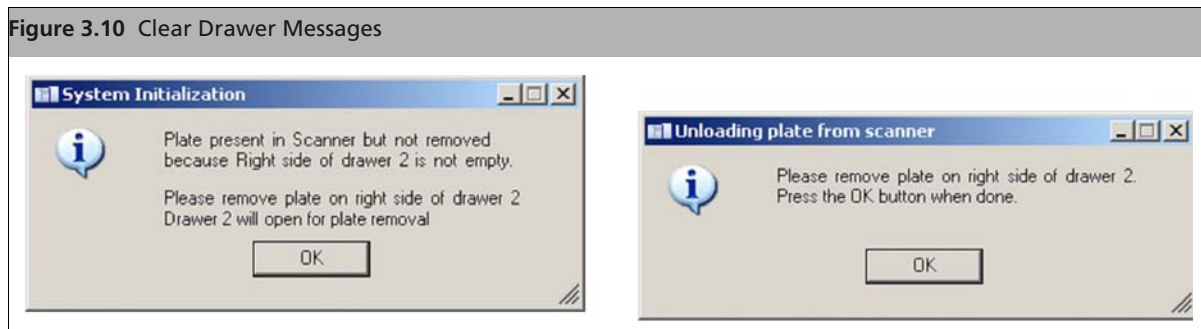 Figure 3.10 Clear Drawer Messages
System Initialization
Plate present in Scanner but not removed
because Right side of drawer 2 is not empty.
Please remove plate on right side of drawer 2
Drawer 2 will open for plate removal
OK
Unloading plate from scanner
Please remove plate on right side of drawer 2.
Press the OK button when done.
OK